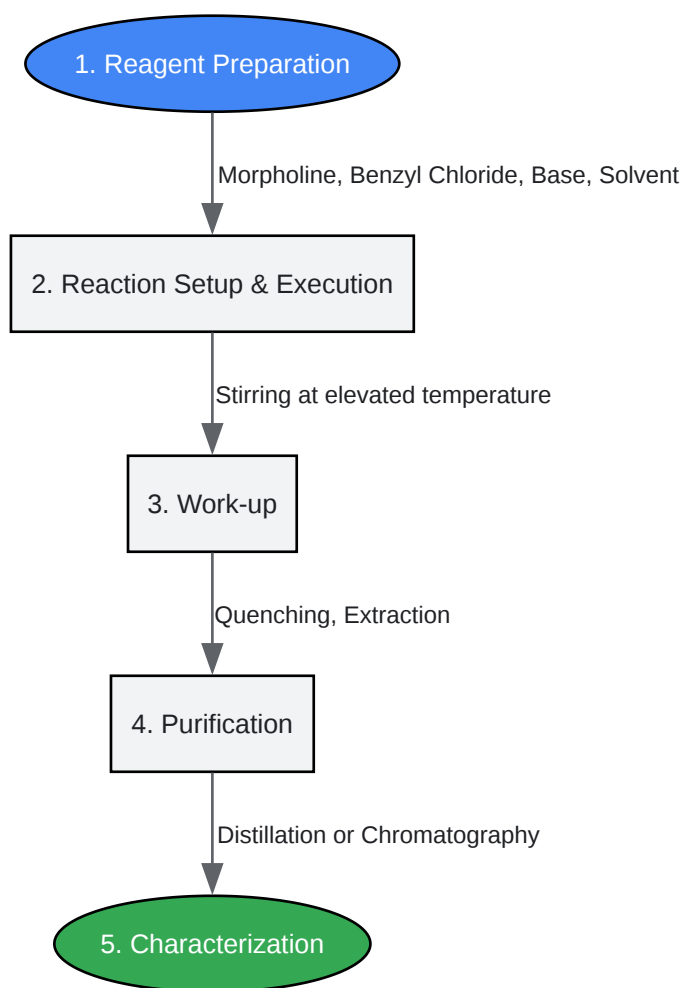 1. Reagent Preparation
Morpholine, Benzyl Chloride, Base, Solvent
2. Reaction Setup & Execution
Stirring at elevated temperature
3. Work-up
Quenching, Extraction
4. Purification
Distillation or Chromatography
5. Characterization